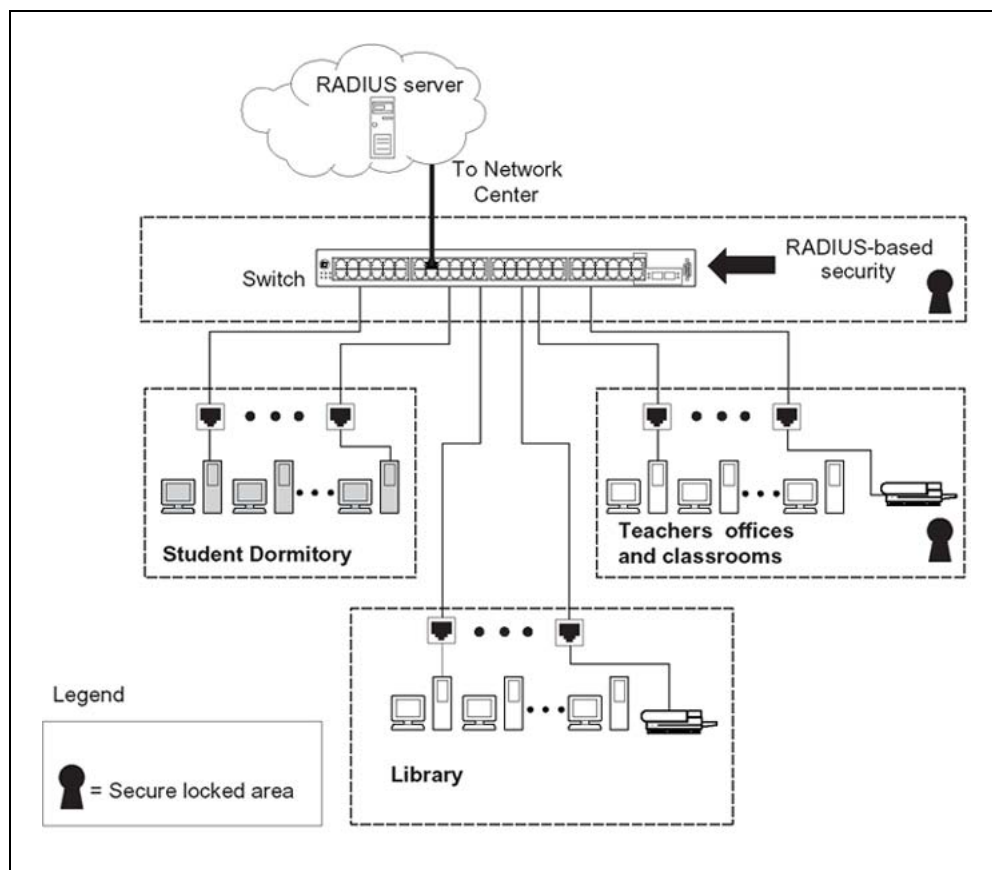 RADIUS server
To Network
Center
Switch
RADIUS-based
security
Student Dormitory
Teachers offices
and classrooms
Library
Legend
= Secure locked area